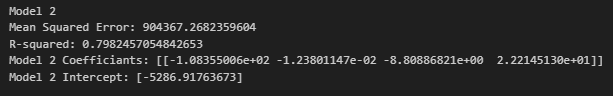 Model 2
Mean Squared Error: 904367.2682359604
R-squared: 0.7982457054842653
Model 2 Coefficiants: [[-1.08355006e+02 -1.23801147e-02 -8.80886821e+00  2.22145130e+01]]
Model 2 Intercept: [-5286.91763673]